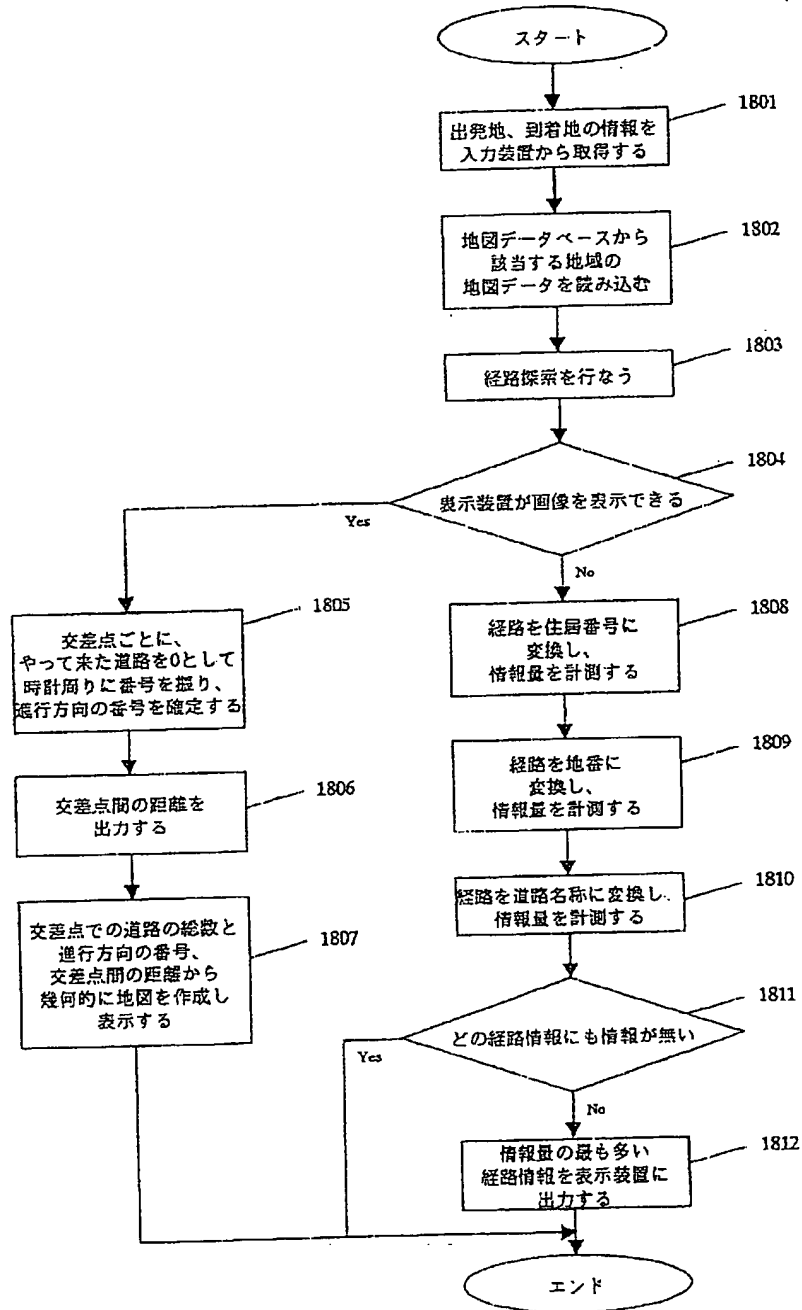 スタート
1801
出発地、到着地の情報を
入力装置から取得する
1802
地図データベースから
該当する地域の
地図データを読み込む
1803
経路探索を行なう
1804
表示装置が画像を表示できる
Yes
No
1805
交差点ごとに、
やって来た道路を0として
時計周りに番号を振り、
進行方向の番号を確定する
1806
交差点間の距離を
出力する
1807
交差点での道路の総数と
進行方向の番号、
交差点間の距離から
幾何的に地図を作成し
表示する
1808
経路を住居番号に
変換し、
情報量を計測する
1809
経路を地番に
変換し、
情報量を計測する
1810
経路を道路名称に変換し、
情報量を計測する
1811
どの経路情報にも情報が無い
Yes
No
1812
情報量の最も多い
経路情報を表示装置に
出力する
エンド